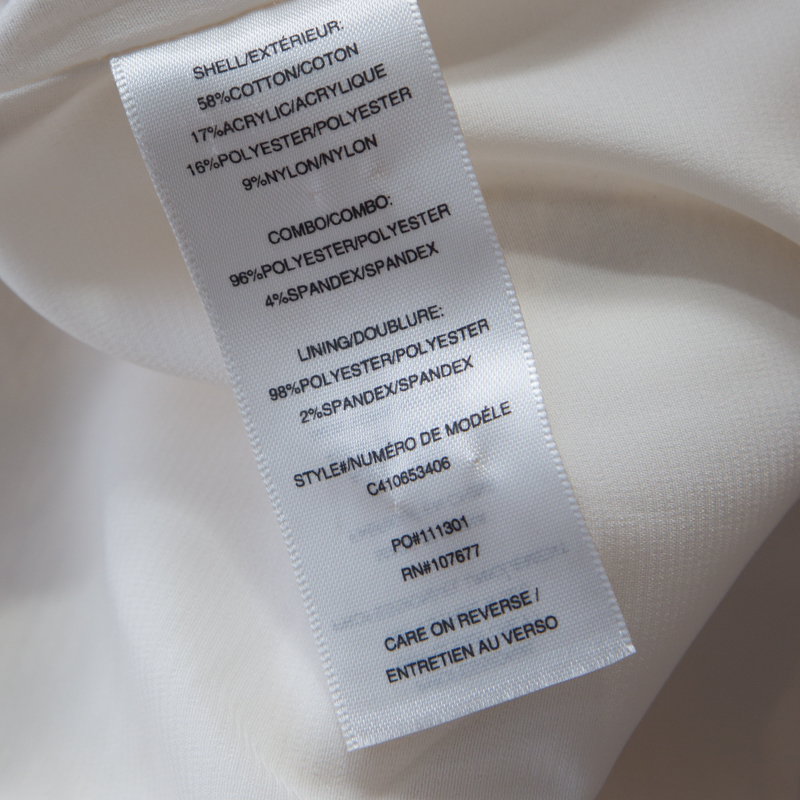 SHELL/EXTÉRIEUR:
58%COTTON/COTON
17%ACRYLIC/ACRYLIQUE
16%POLYESTER/POLYESTER
9%NYLON/NYLON
COMBO/COMBO:
96%POLYESTER/POLYESTER
4%SPANDEX/SPANDEX
LINING/DOUBLURE:
98%POLYESTER/POLYESTER
2%SPANDEX/SPANDEX
STYLE#/NUMÉRO DE MODÉLE
C410653406
PO#111301
RN#107677
CARE ON REVERSE /
ENTRETIEN AU VERSO